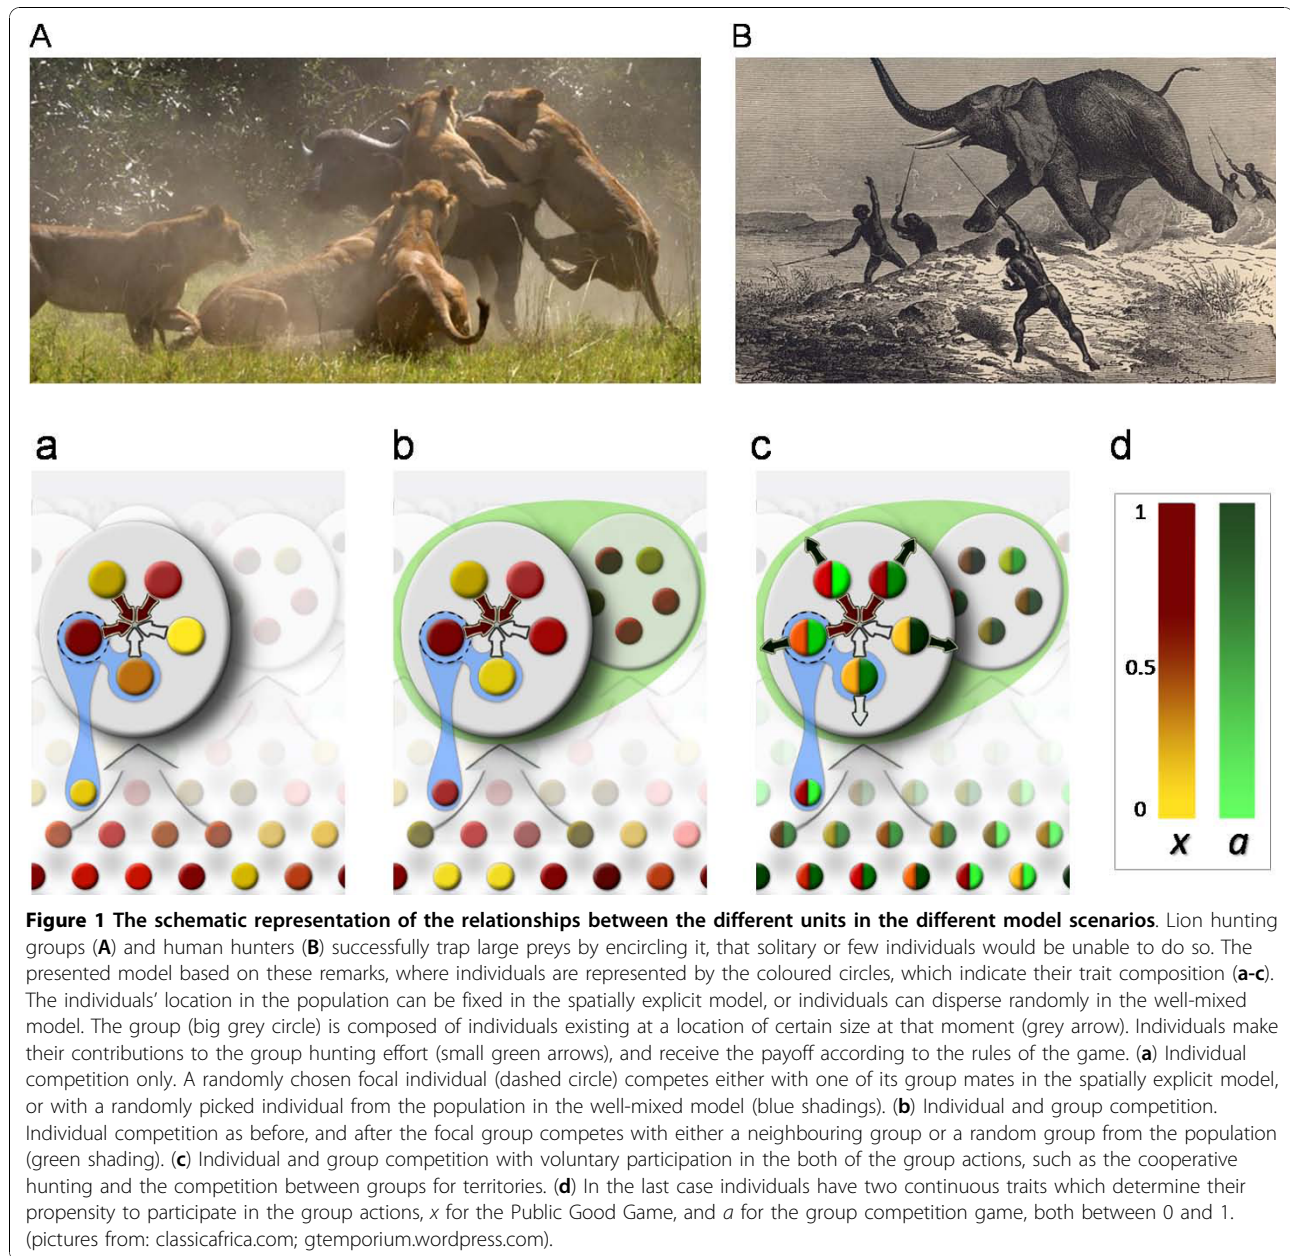 A
B
a
b
c
d
1
0.5
0
x
a
Figure 1 The schematic representation of the relationships between the different units in the different model scenarios. Lion hunting
groups (A) and human hunters (B) successfully trap large preys by encircling it, that solitary or few individuals would be unable to do so. The
presented model based on these remarks, where individuals are represented by the coloured circles, which indicate their trait composition (a-c).
The individuals' location in the population can be fixed in the spatially explicit model, or individuals can disperse randomly in the well-mixed
model. The group (big grey circle) is composed of individuals existing at a location of certain size at that moment (grey arrow). Individuals make
their contributions to the group hunting effort (small green arrows), and receive the payoff according to the rules of the game. (a) Individual
competition only. A randomly chosen focal individual (dashed circle) competes either with one of its group mates in the spatially explicit model,
or with a randomly picked individual from the population in the well-mixed model (blue shadings). (b) Individual and group competition.
Individual competition as before, and after the focal group competes with either a neighbouring group or a random group from the population
(green shading). (c) Individual and group competition with voluntary participation in the both of the group actions, such as the cooperative
hunting and the competition between groups for territories. (d) In the last case individuals have two continuous traits which determine their
propensity to participate in the group actions, x for the Public Good Game, and a for the group competition game, both between 0 and 1.
(pictures from: classicafrica.com; gtemporium.wordpress.com).